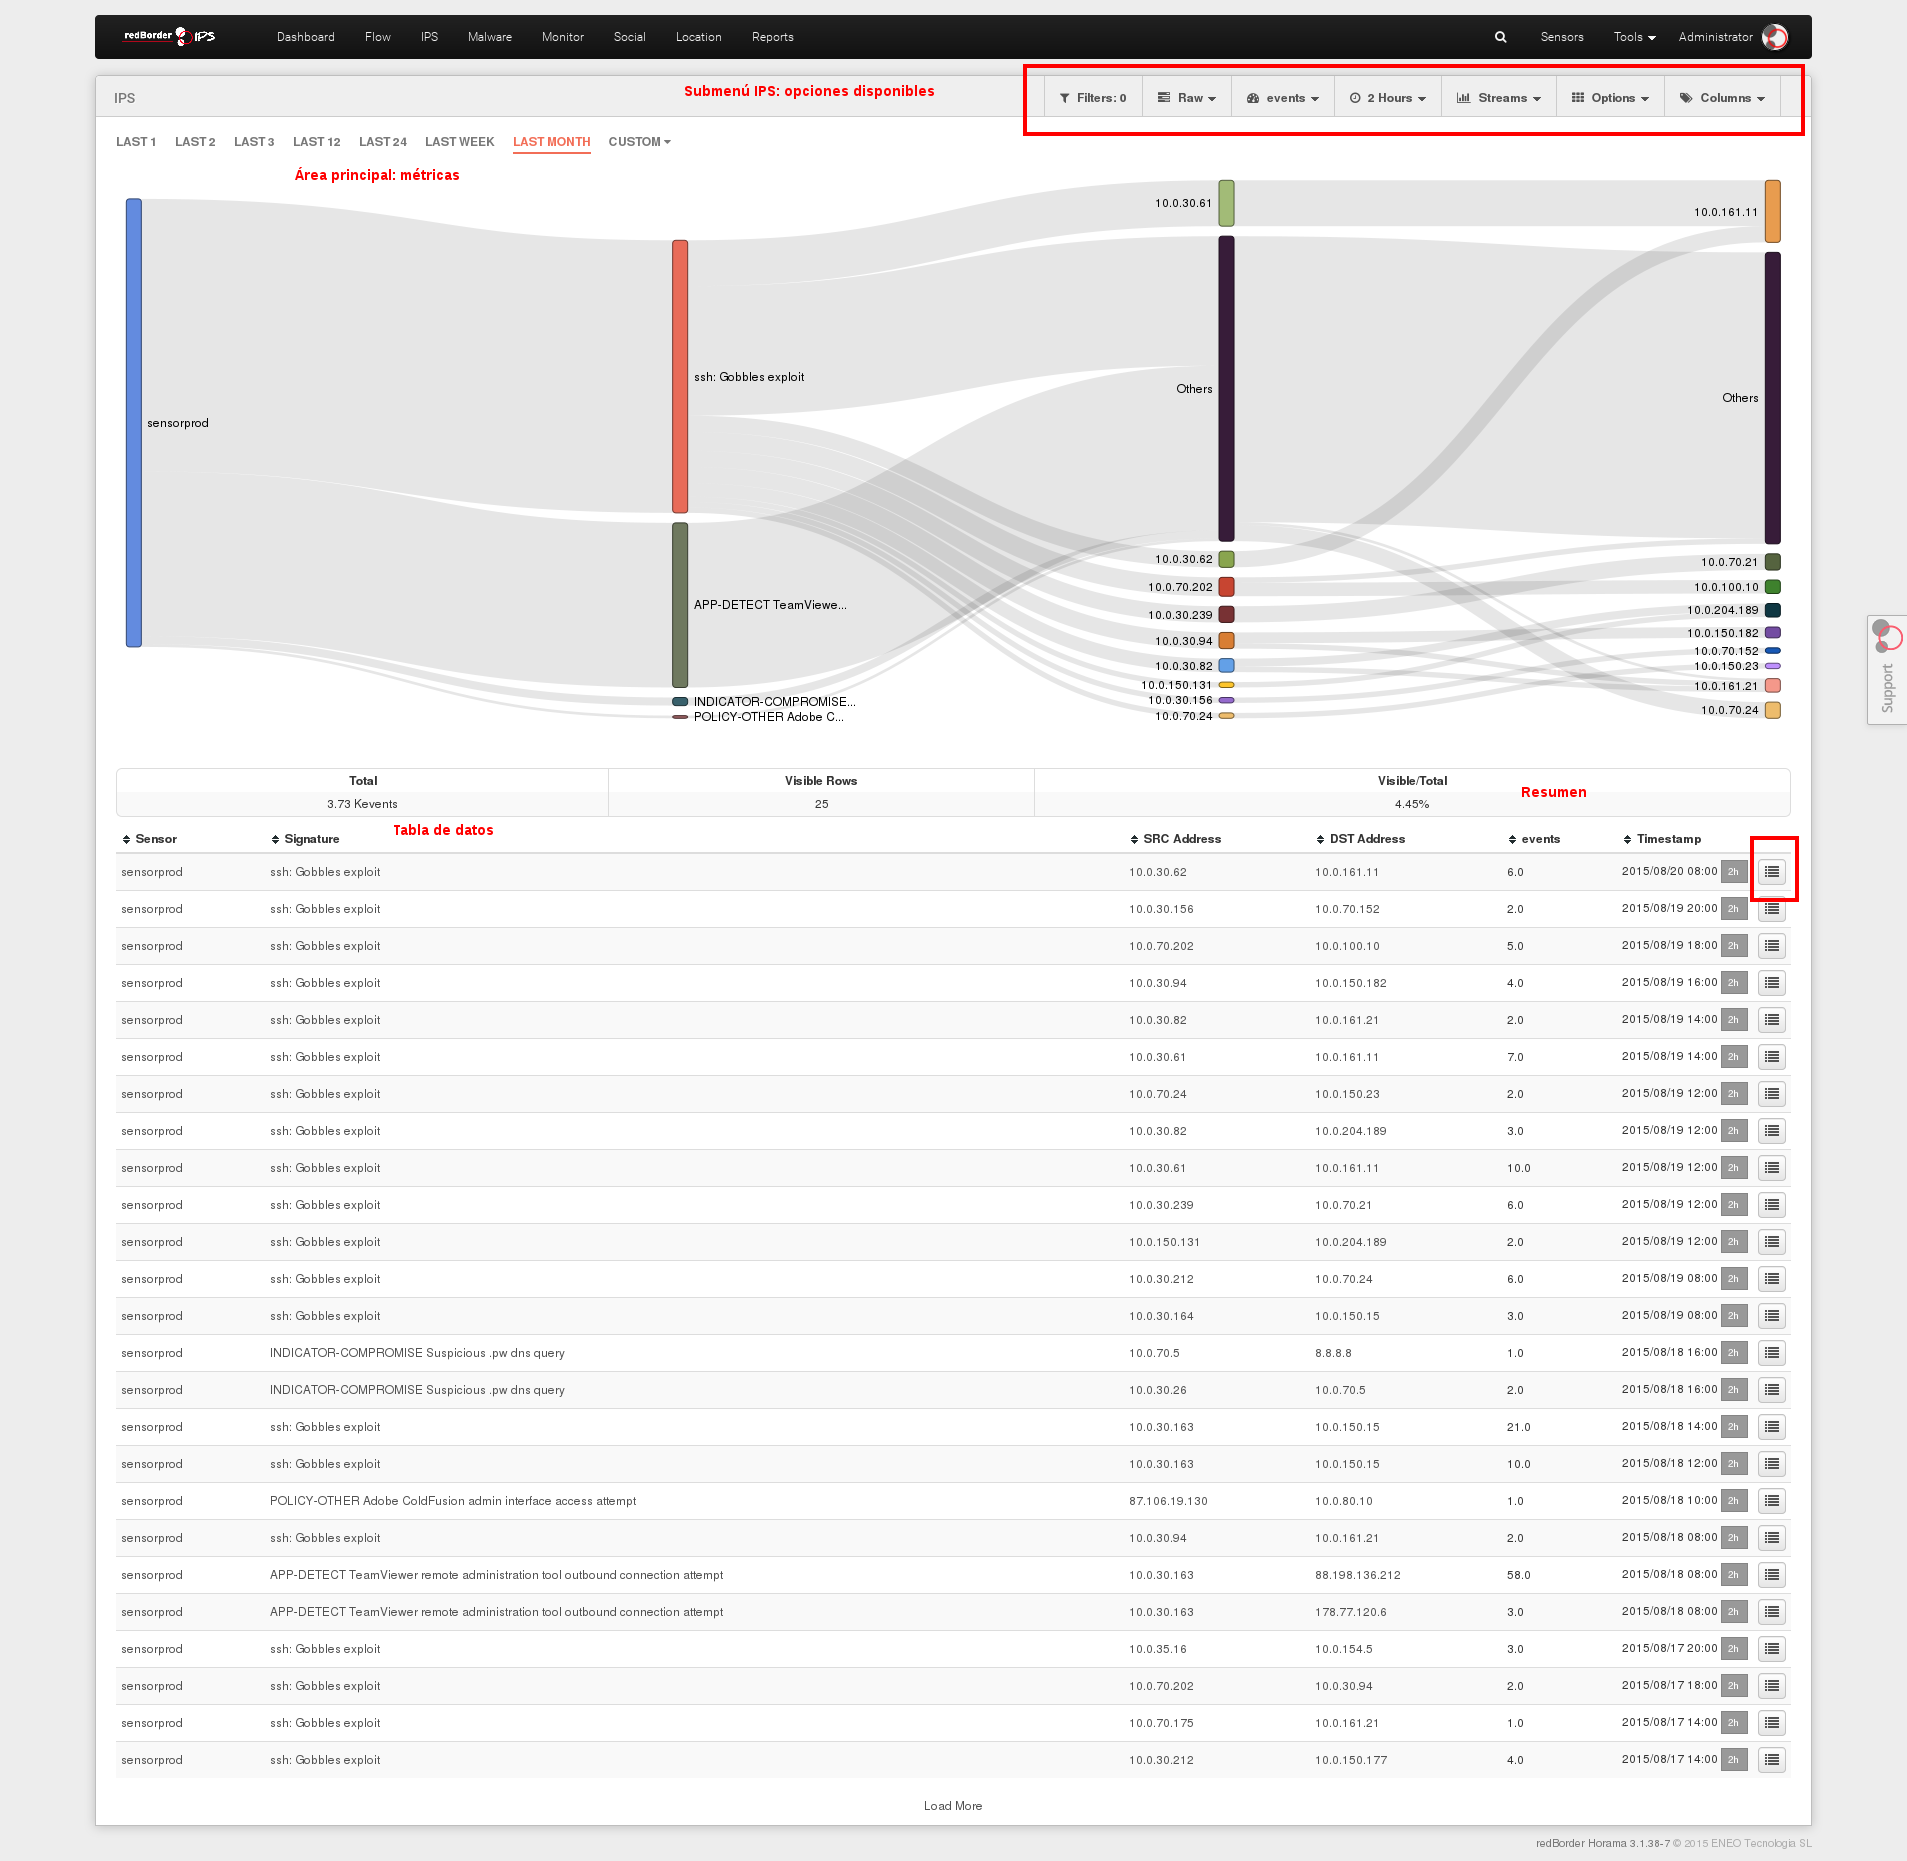 redBorder IPS Dashboard Flow IPS Malware Monitor Social Location Reports Sensors Tools Administrator
IPS Submenú IPS: opciones disponibles Filters: 0 Raw events 2 Hours Streams Options Columns
LAST 1 LAST 2 LAST 3 LAST 12 LAST 24 LAST WEEK LAST MONTH CUSTOM
Área principal: métricas
sensorprod
ssh: Gobbles exploit
APP-DETECT TeamViewe...
INDICATOR-COMPROMISE...
POLICY-OTHER Adobe C...
10.0.30.61
Others
10.0.30.62
10.0.70.202
10.0.30.239
10.0.30.94
10.0.30.82
10.0.150.131
10.0.30.156
10.0.70.24
10.0.161.11
Others
10.0.70.21
10.0.100.10
10.0.204.189
10.0.150.182
10.0.70.152
10.0.150.23
10.0.161.21
10.0.70.24
Support
Total Visible Rows Visible/Total
3.73 Kevents 25 4.45%
Resumen
Tabla de datos
Sensor Signature SRC Address DST Address events Timestamp
sensorprod ssh: Gobbles exploit 10.0.30.62 10.0.161.11 6.0 2015/08/20 08:00 2h
sensorprod ssh: Gobbles exploit 10.0.30.156 10.0.70.152 2.0 2015/08/19 20:00 2h
sensorprod ssh: Gobbles exploit 10.0.70.202 10.0.100.10 5.0 2015/08/19 18:00 2h
sensorprod ssh: Gobbles exploit 10.0.30.94 10.0.150.182 4.0 2015/08/19 16:00 2h
sensorprod ssh: Gobbles exploit 10.0.30.82 10.0.161.21 2.0 2015/08/19 14:00 2h
sensorprod ssh: Gobbles exploit 10.0.30.61 10.0.161.11 7.0 2015/08/19 14:00 2h
sensorprod ssh: Gobbles exploit 10.0.70.24 10.0.150.23 2.0 2015/08/19 12:00 2h
sensorprod ssh: Gobbles exploit 10.0.30.82 10.0.204.189 3.0 2015/08/19 12:00 2h
sensorprod ssh: Gobbles exploit 10.0.30.61 10.0.161.11 10.0 2015/08/19 12:00 2h
sensorprod ssh: Gobbles exploit 10.0.30.239 10.0.70.21 6.0 2015/08/19 12:00 2h
sensorprod ssh: Gobbles exploit 10.0.150.131 10.0.204.189 2.0 2015/08/19 12:00 2h
sensorprod ssh: Gobbles exploit 10.0.30.212 10.0.70.24 6.0 2015/08/19 08:00 2h
sensorprod ssh: Gobbles exploit 10.0.30.164 10.0.150.15 3.0 2015/08/19 08:00 2h
sensorprod INDICATOR-COMPROMISE Suspicious .pw dns query 10.0.70.5 8.8.8.8 1.0 2015/08/18 16:00 2h
sensorprod INDICATOR-COMPROMISE Suspicious .pw dns query 10.0.30.26 10.0.70.5 2.0 2015/08/18 16:00 2h
sensorprod ssh: Gobbles exploit 10.0.30.163 10.0.150.15 21.0 2015/08/18 14:00 2h
sensorprod ssh: Gobbles exploit 10.0.30.163 10.0.150.15 10.0 2015/08/18 12:00 2h
sensorprod POLICY-OTHER Adobe ColdFusion admin interface access attempt 87.106.19.130 10.0.80.10 1.0 2015/08/18 10:00 2h
sensorprod ssh: Gobbles exploit 10.0.30.94 10.0.161.21 2.0 2015/08/18 08:00 2h
sensorprod APP-DETECT TeamViewer remote administration tool outbound connection attempt 10.0.30.163 88.198.136.212 58.0 2015/08/18 08:00 2h
sensorprod APP-DETECT TeamViewer remote administration tool outbound connection attempt 10.0.30.163 178.77.120.6 3.0 2015/08/18 08:00 2h
sensorprod ssh: Gobbles exploit 10.0.35.16 10.0.154.5 3.0 2015/08/17 20:00 2h
sensorprod ssh: Gobbles exploit 10.0.70.202 10.0.30.94 2.0 2015/08/17 18:00 2h
sensorprod ssh: Gobbles exploit 10.0.70.175 10.0.161.21 1.0 2015/08/17 14:00 2h
sensorprod ssh: Gobbles exploit 10.0.30.212 10.0.150.177 4.0 2015/08/17 14:00 2h
Load More
redBorder Horama 3.1.38-7 © 2015 ENEO Tecnologia SL